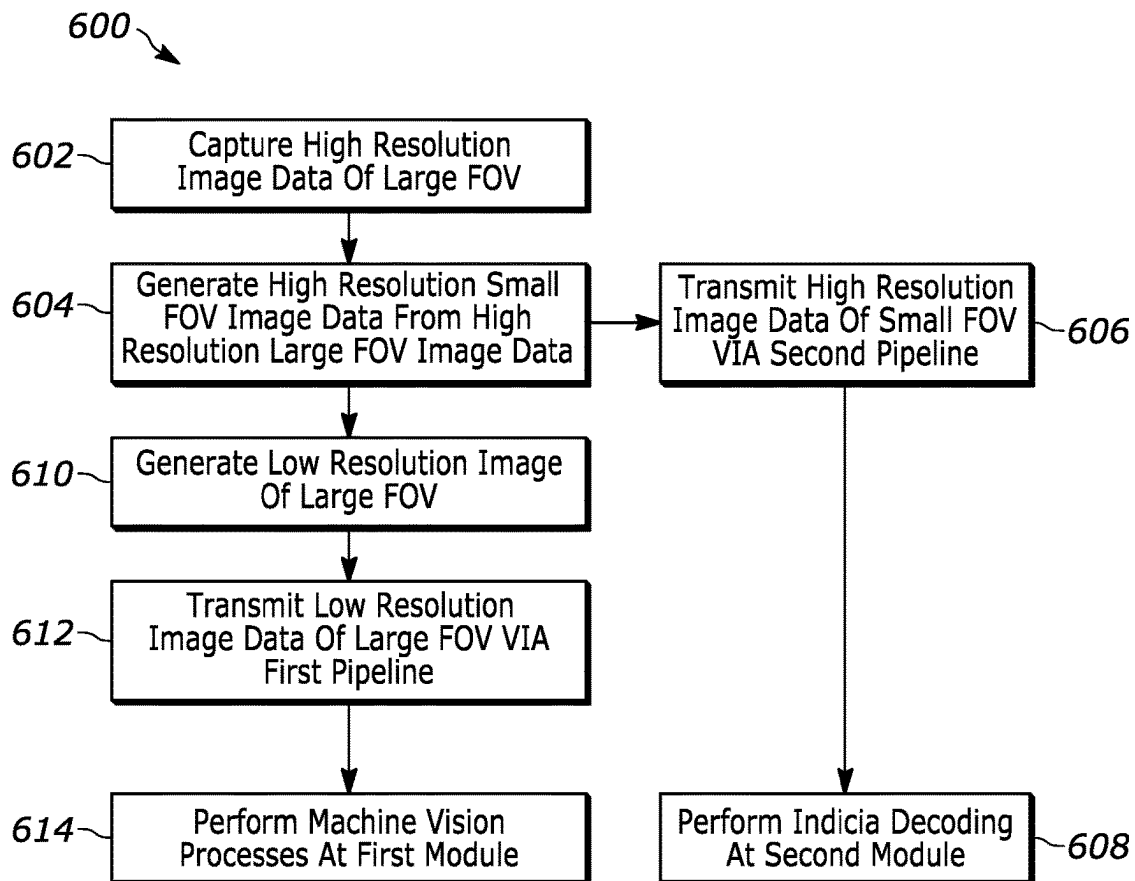 600
602
Capture High Resolution
Image Data Of Large FOV
604
Generate High Resolution Small
FOV Image Data From High
Resolution Large FOV Image Data
Transmit High Resolution
Image Data Of Small FOV
VIA Second Pipeline
606
610
Generate Low Resolution Image
Of Large FOV
612
Transmit Low Resolution
Image Data Of Large FOV VIA
First Pipeline
614
Perform Machine Vision
Processes At First Module
Perform Indicia Decoding
At Second Module
608